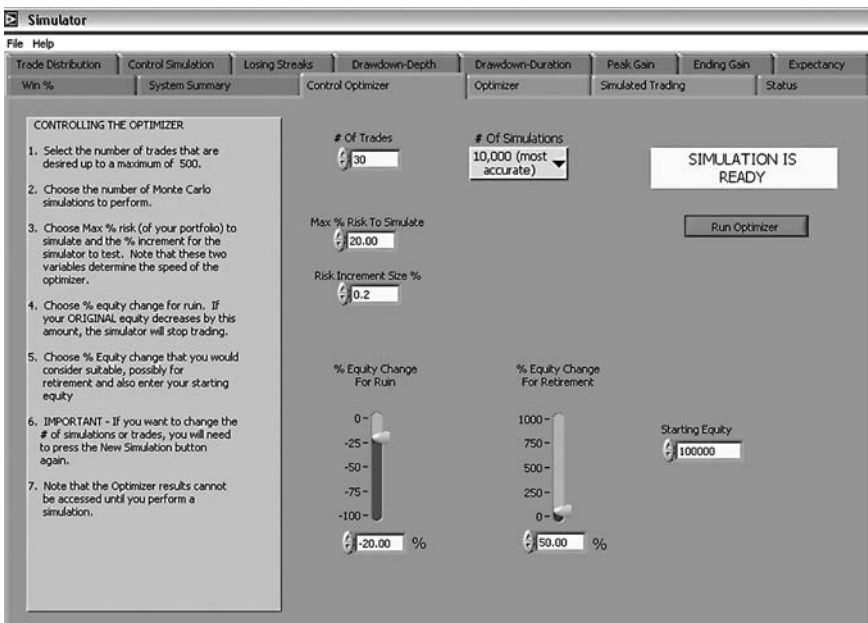 Simulator
File Help
Trade Distribution Control Simulation Losing Streaks Drawdown-Depth Drawdown-Duration Peak Gain Ending Gain Expectancy
Win % System Summary Control Optimizer Optimizer Simulated Trading Status
CONTROLLING THE OPTIMIZER
1. Select the number of trades that are
desired up to a maximum of 500.
2. Choose the number of Monte Carlo
simulations to perform.
3. Choose Max % risk (of your portfolio) to
simulate and the % increment for the
simulator to test. Note that these two
variables determine the speed of the
optimizer.
4. Choose % equity change for ruin. If
your ORIGINAL equity decreases by this
amount, the simulator will stop trading.
5. Choose % Equity change that you would
consider suitable, possibly for
retirement and also enter your starting
equity
6. IMPORTANT - If you want to change the
# of simulations or trades, you will need
to press the New Simulation button
again.
7. Note that the Optimizer results cannot
be accessed until you perform a
simulation.
# Of Trades
30
# Of Simulations
10,000 (most
accurate)
SIMULATION IS
READY
Run Optimizer
Max % Risk To Simulate
20.00
Risk Increment Size %
0.2
% Equity Change
For Ruin
0-
-25-
-50-
-75-
-100-
-20.00 %
% Equity Change
For Retirement
1000-
750-
500-
250-
0-
50.00 %
Starting Equity
100000